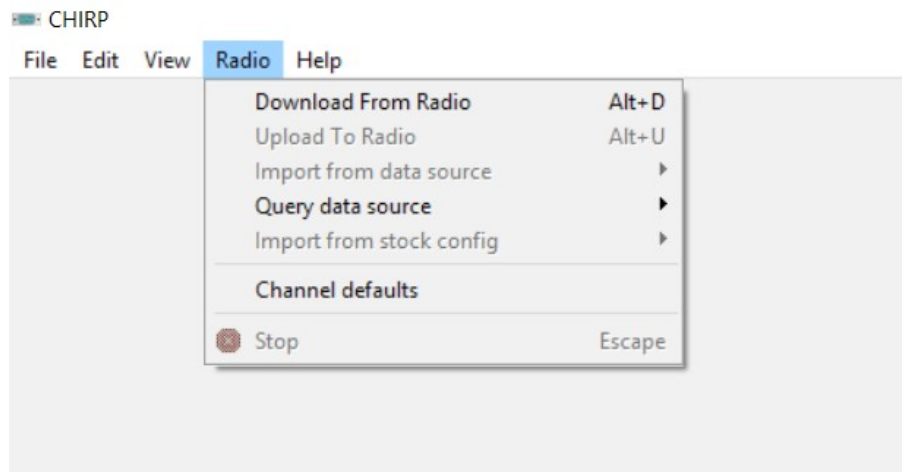 CHIRP
File Edit View Radio Help
Download From Radio Alt+D
Upload To Radio Alt+U
Import from data source
Query data source
Import from stock config
Channel defaults
Stop Escape